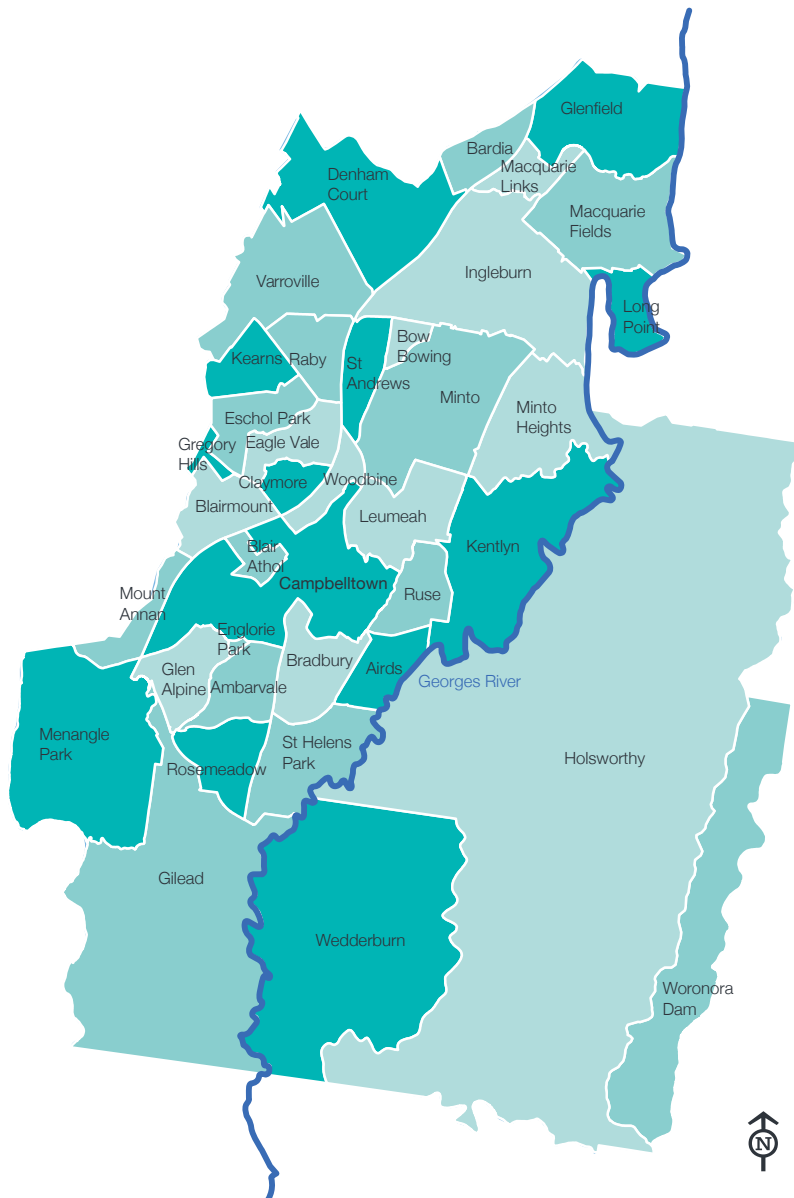 Glenfield
Bardia
Macquarie
Links
Denham
Court
Macquarie
Fields
Ingleburn
Varroville
Long
Point
Bow
Bowing
Kearns
Raby
St
Andrews
Minto
Minto
Heights
Eschol Park
Gregory
Hills
Eagle Vale
Claymore
Woodbine
Blairmount
Leumeah
Blair
Athol
Kentlyn
Campbelltown
Mount
Annan
Ruse
Englorie
Park
Glen
Alpine
Bradbury
Airds
Ambarvale
Georges River
Menangle
Park
St Helens
Park
Rosemeadow
Holsworthy
Gilead
Wedderburn
Woronora
Dam
N